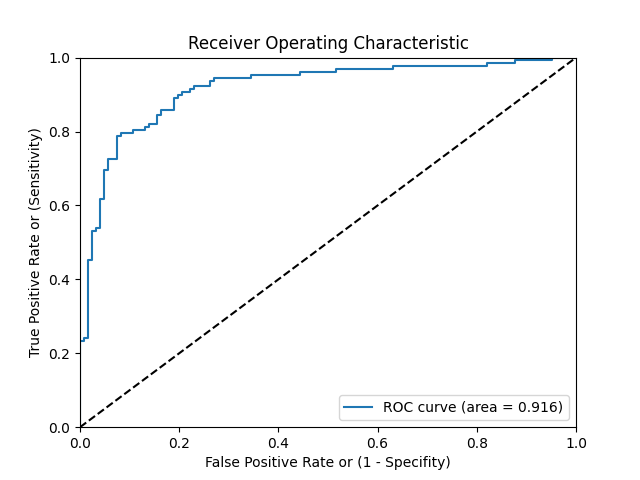 Receiver Operating Characteristic
1.0
0.8
0.6
0.4
0.2
0.0
True Positive Rate or (Sensitivity)
ROC curve (area = 0.916)
0.0 0.2 0.4 0.6 0.8 1.0
False Positive Rate or (1 - Specifity)